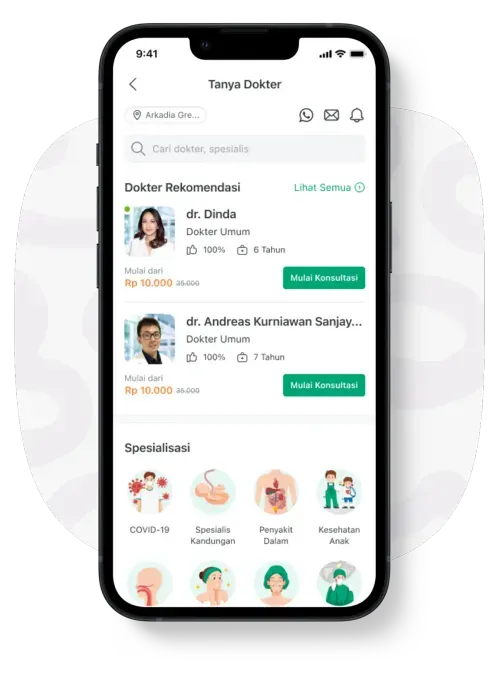 9:41
Tanya Dokter
Arkadia Gre...
Cari dokter, spesialis
Dokter Rekomendasi
Lihat Semua
dr. Dinda
Dokter Umum
100% 6 Tahun
Mulai dari
Rp 10.000 35.000
Mulai Konsultasi
dr. Andreas Kurniawan Sanjay...
Dokter Umum
100% 7 Tahun
Mulai dari
Rp 10.000 35.000
Mulai Konsultasi
Spesialisasi
COVID-19
Spesialis
Kandungan
Penyakit
Dalam
Kesehatan
Anak